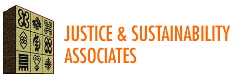 JUSTICE & SUSTAINABILITY
ASSOCIATES